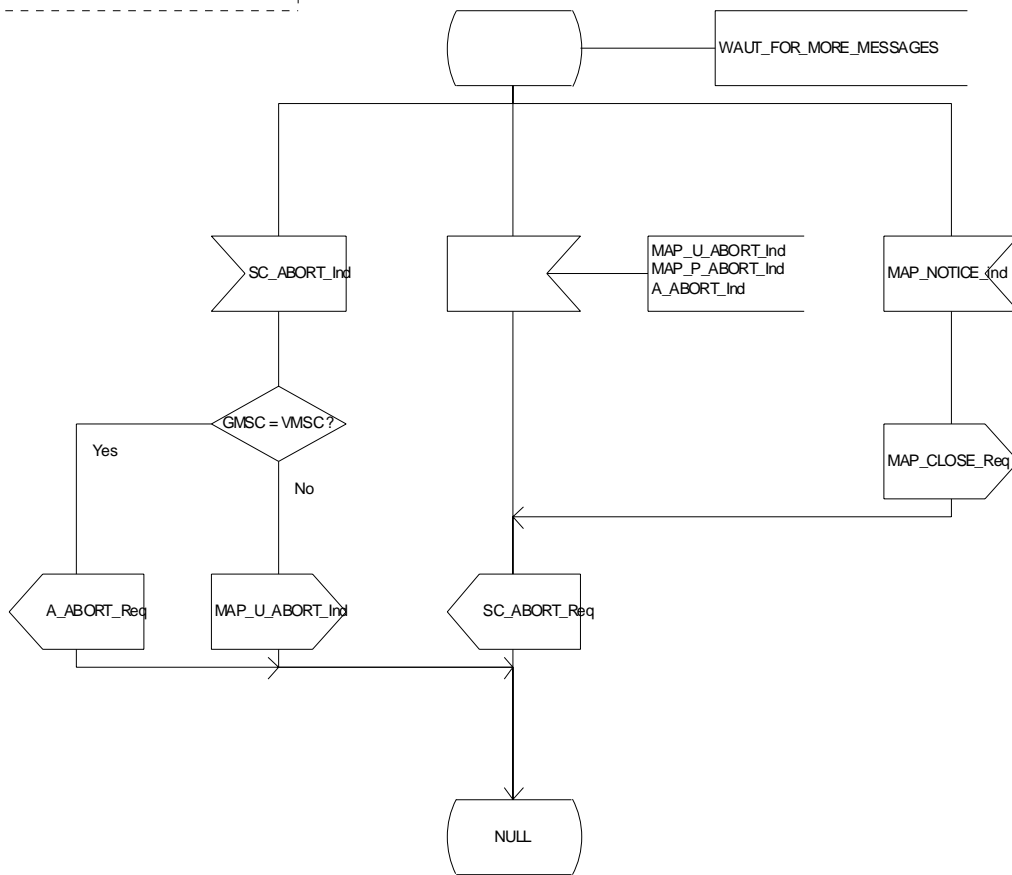 WAUT_FOR_MORE_MESSAGES
SC_ABORT_Ind
MAP_U_ABORT_Ind
MAP_P_ABORT_Ind
A_ABORT_Ind
MAP_NOTICE_ind
GMSC = VMSC?
Yes
No
MAP_CLOSE_Req
A_ABORT_Req
MAP_U_ABORT_Ind
SC_ABORT_Req
NULL